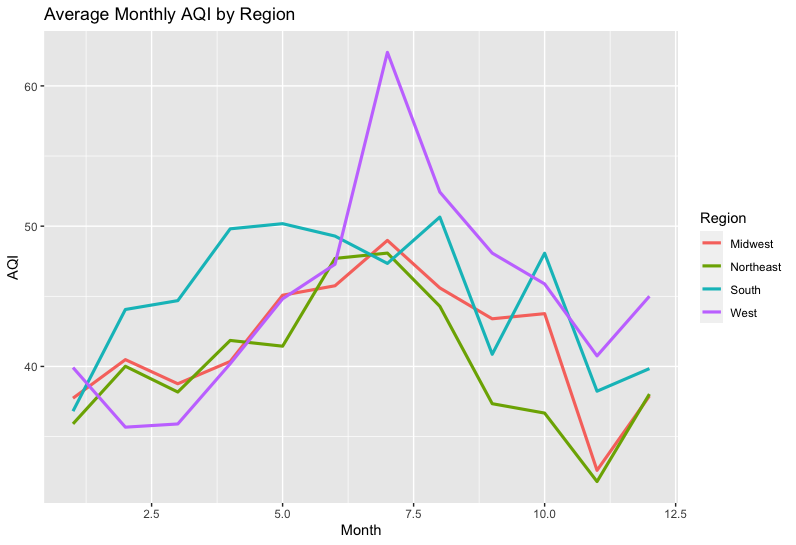 Average Monthly AQI by Region
60
50
40
AQI
2.5
5.0
7.5
10.0
12.5
Month
Region
Midwest
Northeast
South
West